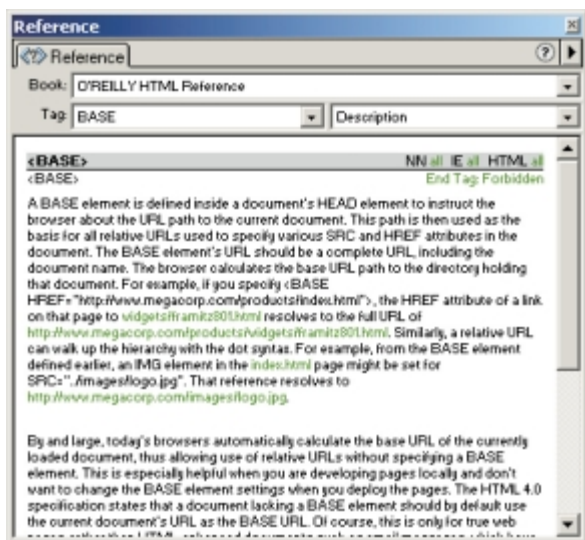 Reference
Reference
Book: O'REILLY HTML Reference
Tag: BASE Description
<BASE> NN all IE all HTML all
<BASE> End Tag: Forbidden
A BASE element is defined inside a document's HEAD element to instruct the
browser about the URL path to the current document. This path is then used as the
basis for all relative URLs used to specify various SRC and HREF attributes in the
document. The BASE element's URL should be a complete URL, including the
document name. The browser calculates the base URL path to the directory holding
that document. For example, if you specify <BASE
HREF="http://www.megacorp.com/products/index.html">, the HREF attribute of a link
on that page to widgets/framitz801.html resolves to the full URL of
http://www.megacorp.com/products/widgets/framitz801.html. Similarly, a relative URL
can walk up the hierarchy with the dot syntax. For example, from the BASE element
defined earlier, an IMG element in the index.html page might be set for
SRC="../images/logo.jpg". That reference resolves to
http://www.megacorp.com/images/logo.jpg.
By and large, today's browsers automatically calculate the base URL of the currently
loaded document, thus allowing use of relative URLs without specifying a BASE
element. This is especially helpful when you are developing pages locally and don't
want to change the BASE element settings when you deploy the pages. The HTML 4.0
specification states that a document lacking a BASE element should by default use
the current document's URL as the BASE URL. Of course, this is only for true web